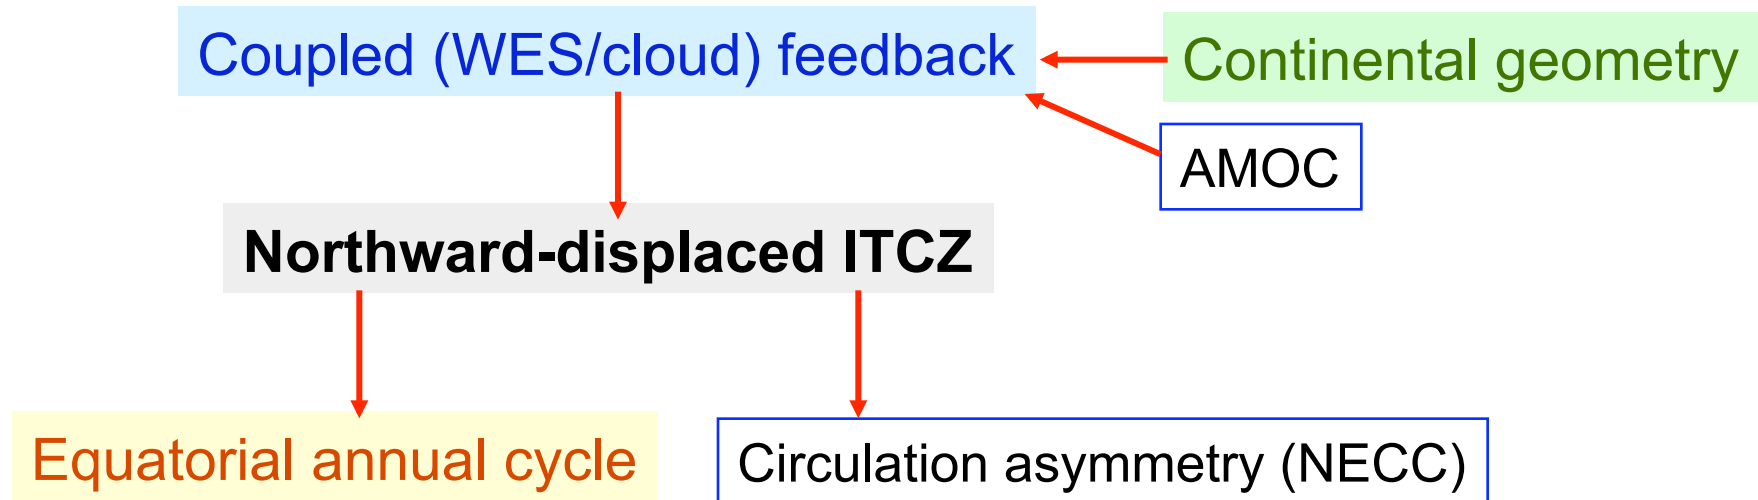 Coupled (WES/cloud) feedback
Continental geometry
AMOC
Northward-displaced ITCZ
Equatorial annual cycle
Circulation asymmetry (NECC)